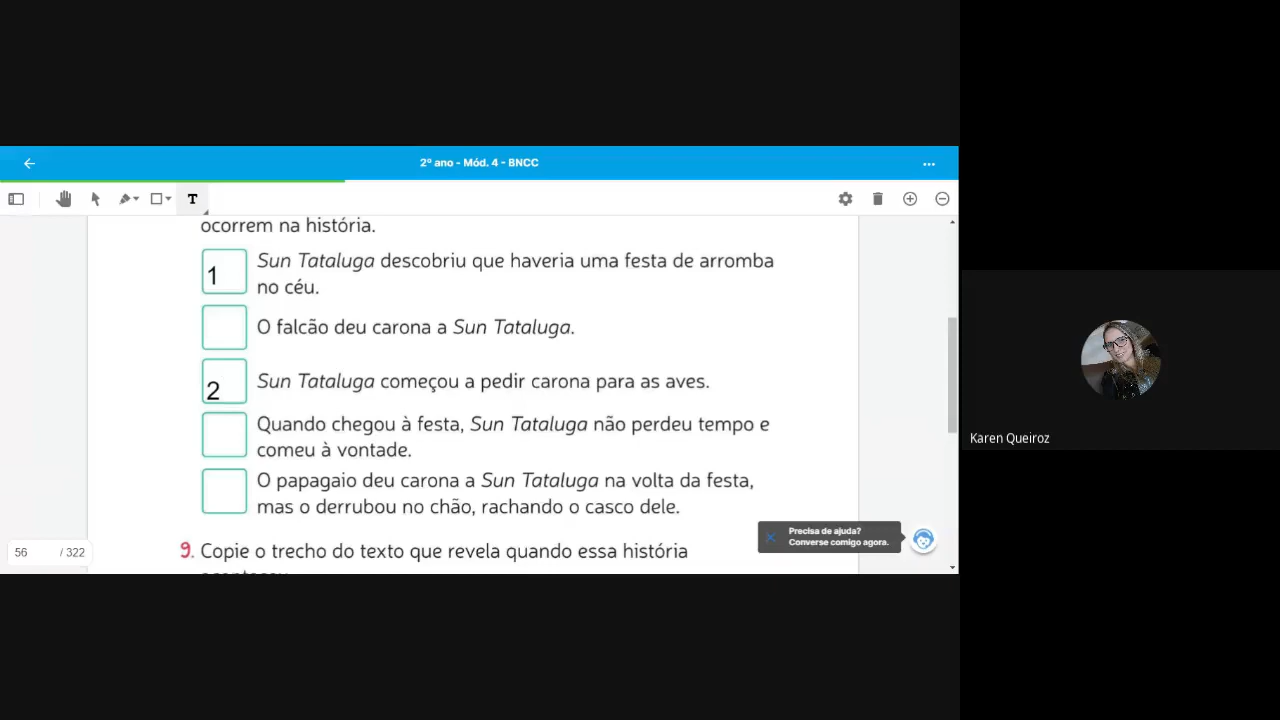 2º ano - Mód. 4 - BNCC
T
ocorrem na história.
1
Sun Tataluga descobriu que haveria uma festa de arromba
no céu.
O falcão deu carona a Sun Tataluga.
2
Sun Tataluga começou a pedir carona para as aves.
Quando chegou à festa, Sun Tataluga não perdeu tempo e
comeu à vontade.
O papagaio deu carona a Sun Tataluga na volta da festa,
mas o derrubou no chão, rachando o casco dele.
9. Copie o trecho do texto que revela quando essa história
56 / 322
Precisa de ajuda?
Converse comigo agora.
Karen Queiroz